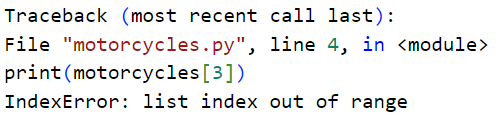 Traceback (most recent call last):
File "motorcycles.py", line 4, in <module>
print(motorcycles[3])
IndexError: list index out of range